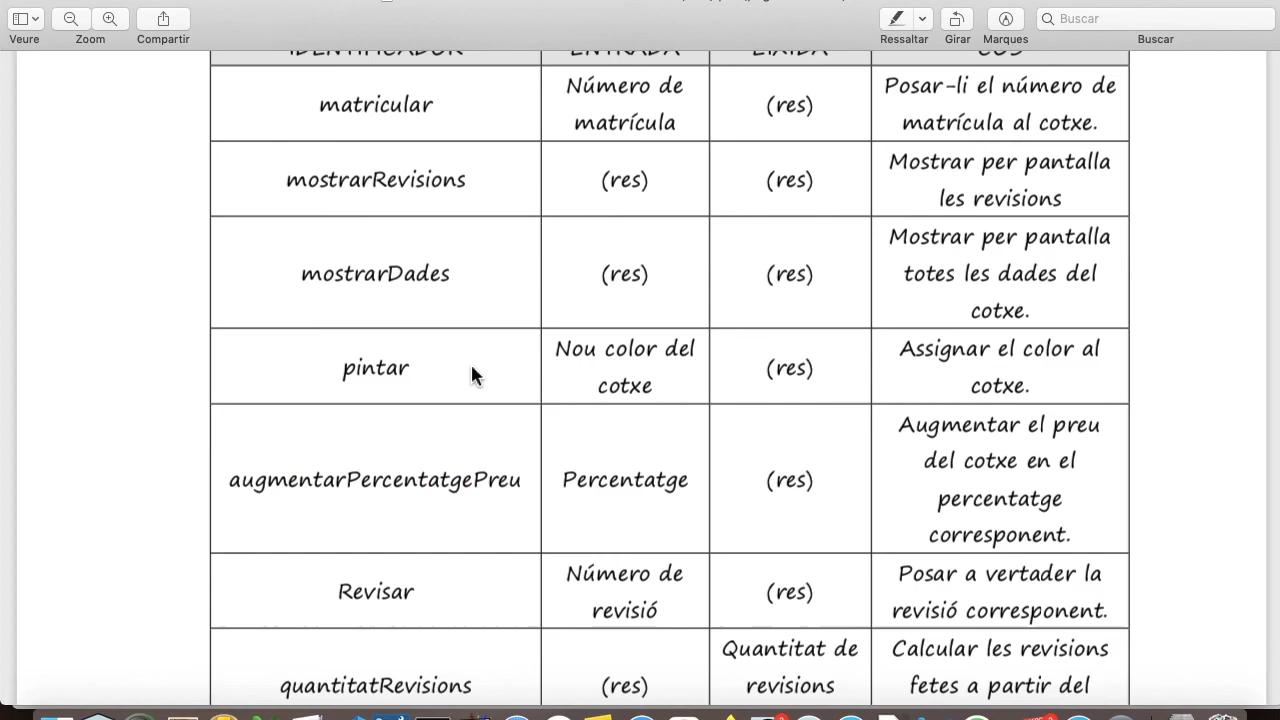 Veure
Zoom
Compartir
Ressaltar
Girar
Marques
Buscar
Buscar
IDENTIFICADOR ENTRADA EIXIDA COS
matricular
Número de
matrícula
(res)
Posar-li el número de
matrícula al cotxe.
mostrarRevisions
(res)
(res)
Mostrar per pantalla
les revisions
mostrarDades
(res)
(res)
Mostrar per pantalla
totes les dades del
cotxe.
pintar
Nou color del
cotxe
(res)
Assignar el color al
cotxe.
augmentarPercentatgePreu
Percentatge
(res)
Augmentar el preu
del cotxe en el
percentatge
corresponent.
Revisar
Número de
revisió
(res)
Posar a vertader la
revisió corresponent.
quantitatRevisions
(res)
Quantitat de
revisions
Calcular les revisions
fetes a partir del